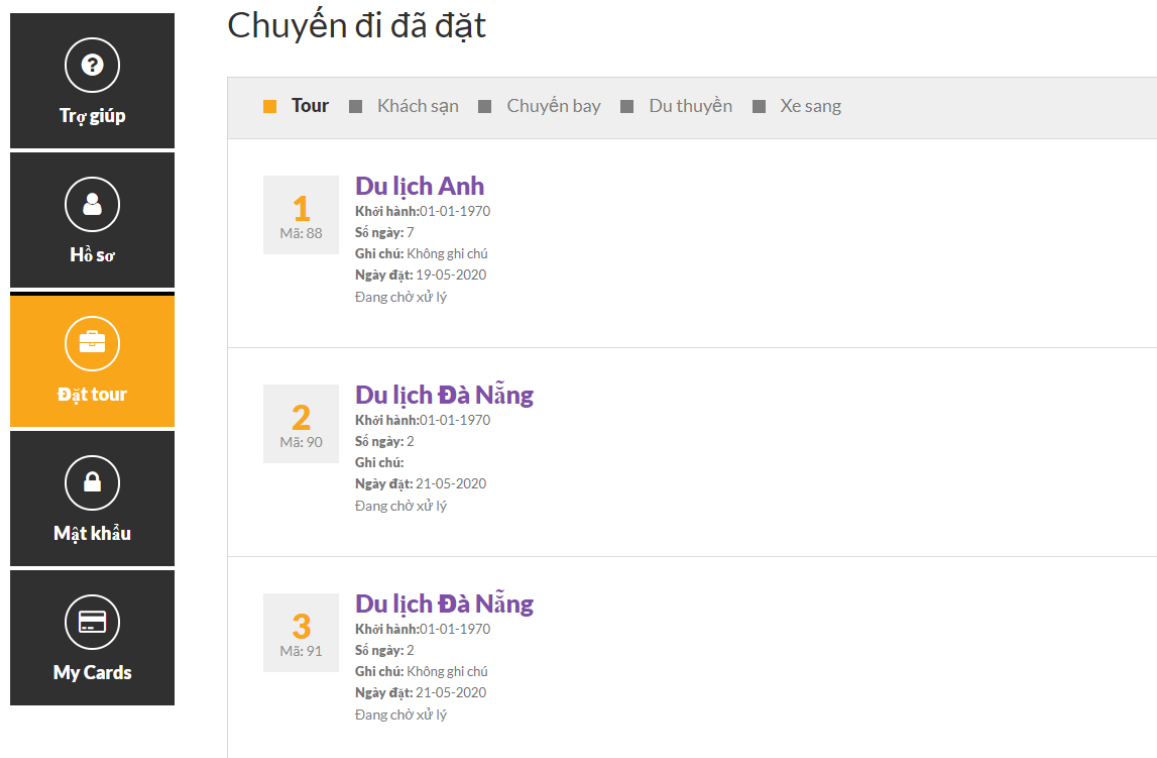 Chuyến đi đã đặt
Trợ giúp
Hồ sơ
Đặt tour
Mật khẩu
My Cards
Tour Khách sạn Chuyến bay Du thuyền Xe sang
1
Mã: 88
Du lịch Anh
Khởi hành:01-01-1970
Số ngày: 7
Ghi chú: Không ghi chú
Ngày đặt: 19-05-2020
Đang chờ xử lý
2
Mã: 90
Du lịch Đà Nẵng
Khởi hành:01-01-1970
Số ngày: 2
Ghi chú:
Ngày đặt: 21-05-2020
Đang chờ xử lý
3
Mã: 91
Du lịch Đà Nẵng
Khởi hành:01-01-1970
Số ngày: 2
Ghi chú: Không ghi chú
Ngày đặt: 21-05-2020
Đang chờ xử lý